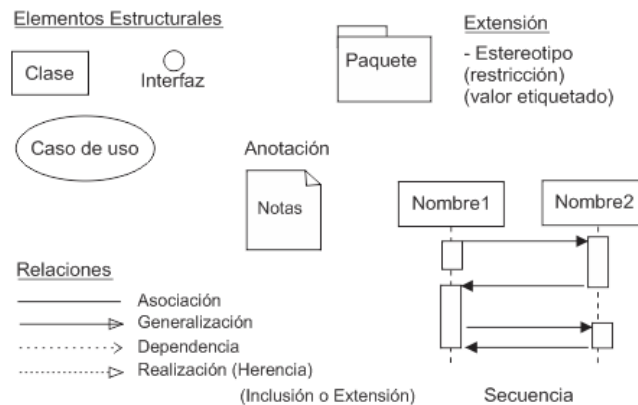 Elementos Estructurales
Clase
Interfaz
Paquete
Extensión
- Estereotipo
(restricción)
(valor etiquetado)
Caso de uso
Anotación
Notas
Nombre1
Nombre2
Relaciones
Asociación
Generalización
Dependencia
Realización (Herencia)
(Inclusión o Extensión)
Secuencia